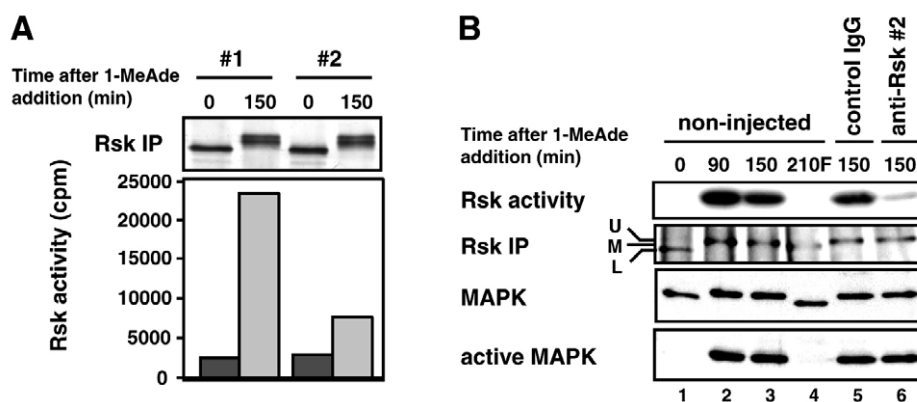 A
#1 #2
Time after 1-MeAde
addition (min)
0 150 0 150
Rsk IP
Rsk activity (cpm)
25000
20000
15000
10000
5000
0
B
control IgG
anti-Rsk #2
non-injected
Time after 1-MeAde
addition (min)
0 90 150 210F 150 150
Rsk activity
Rsk IP
U
M
L
MAPK
active MAPK
1 2 3 4 5 6